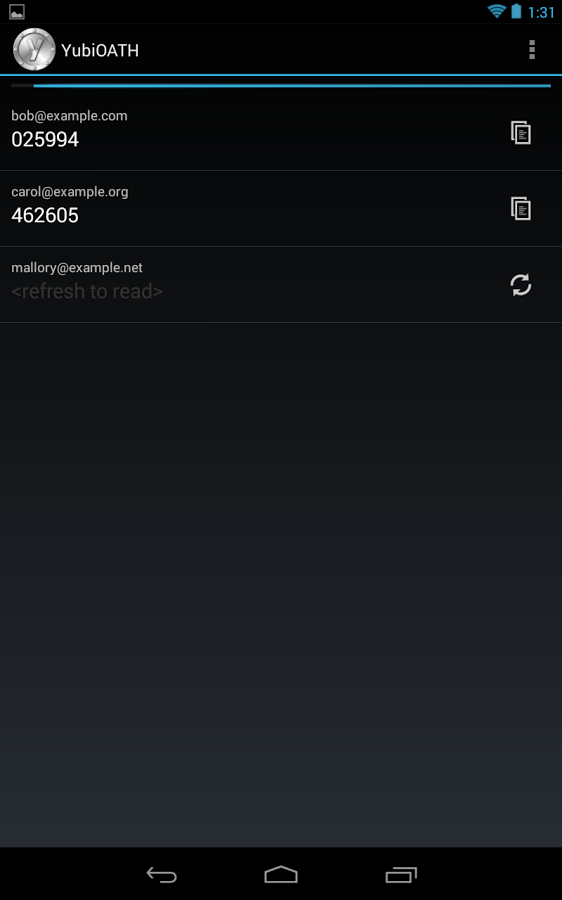 1:31
YubiOATH
bob@example.com
025994
carol@example.org
462605
mallory@example.net
<refresh to read>